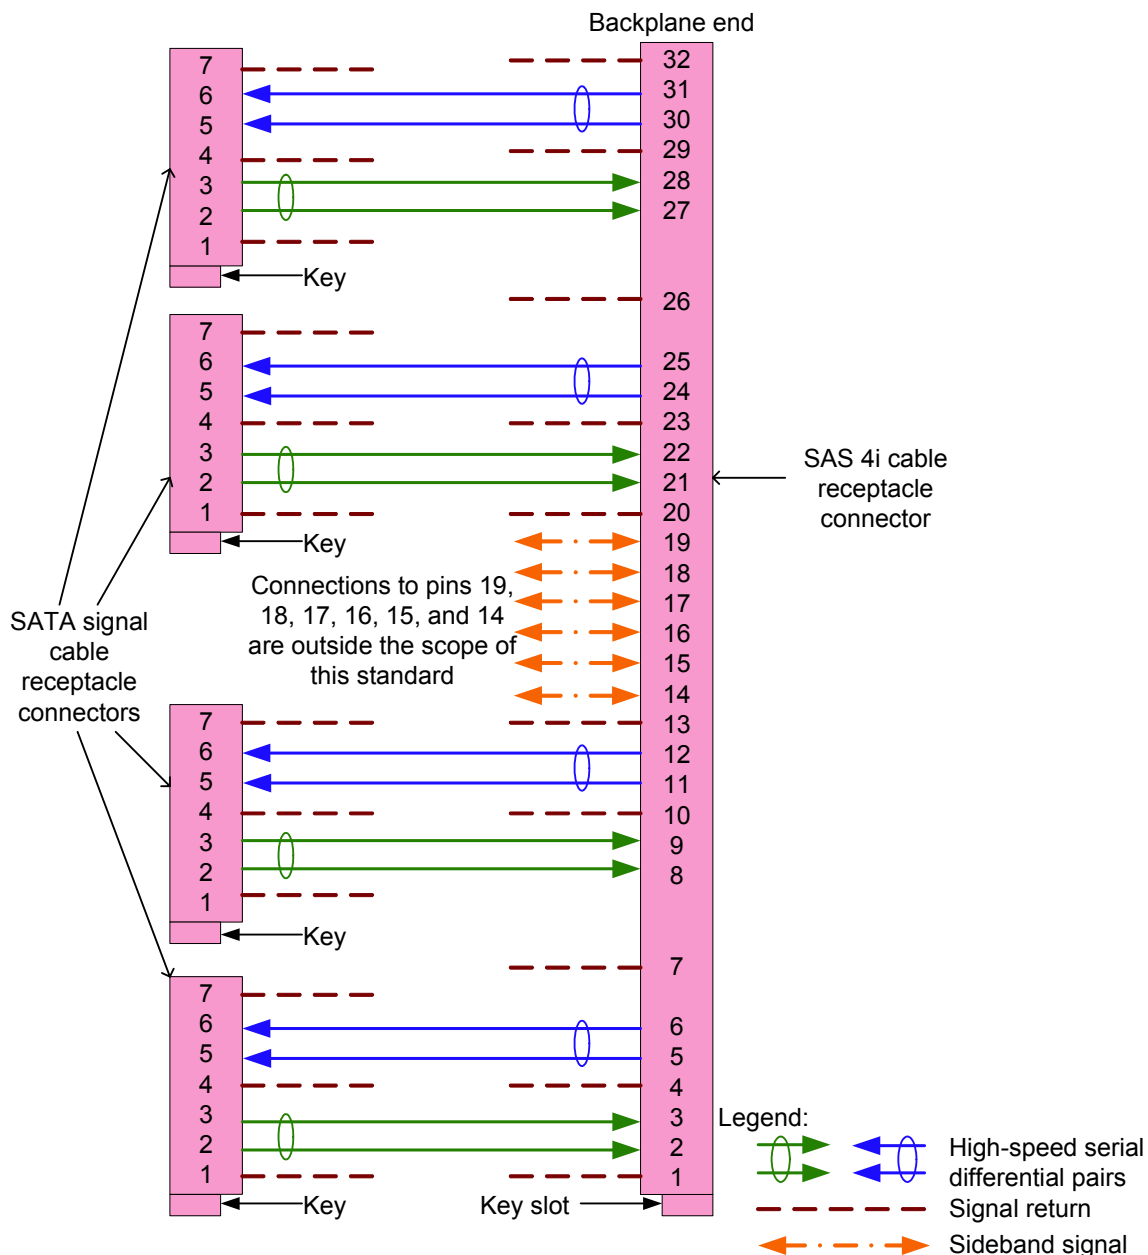 Backplane end
7
6
5
4
3
2
1
Key
7
6
5
4
3
2
1
Key
SATA signal
cable
receptacle
connectors
Connections to pins 19,
18, 17, 16, 15, and 14
are outside the scope of
this standard
7
6
5
4
3
2
1
Key
7
6
5
4
3
2
1
Key
32
31
30
29
28
27
26
25
24
23
22
21
20
19
18
17
16
15
14
13
12
11
10
9
8
7
6
5
4
3
2
1
Key slot
SAS 4i cable
receptacle
connector
Legend:
High-speed serial
differential pairs
Signal return
Sideband signal